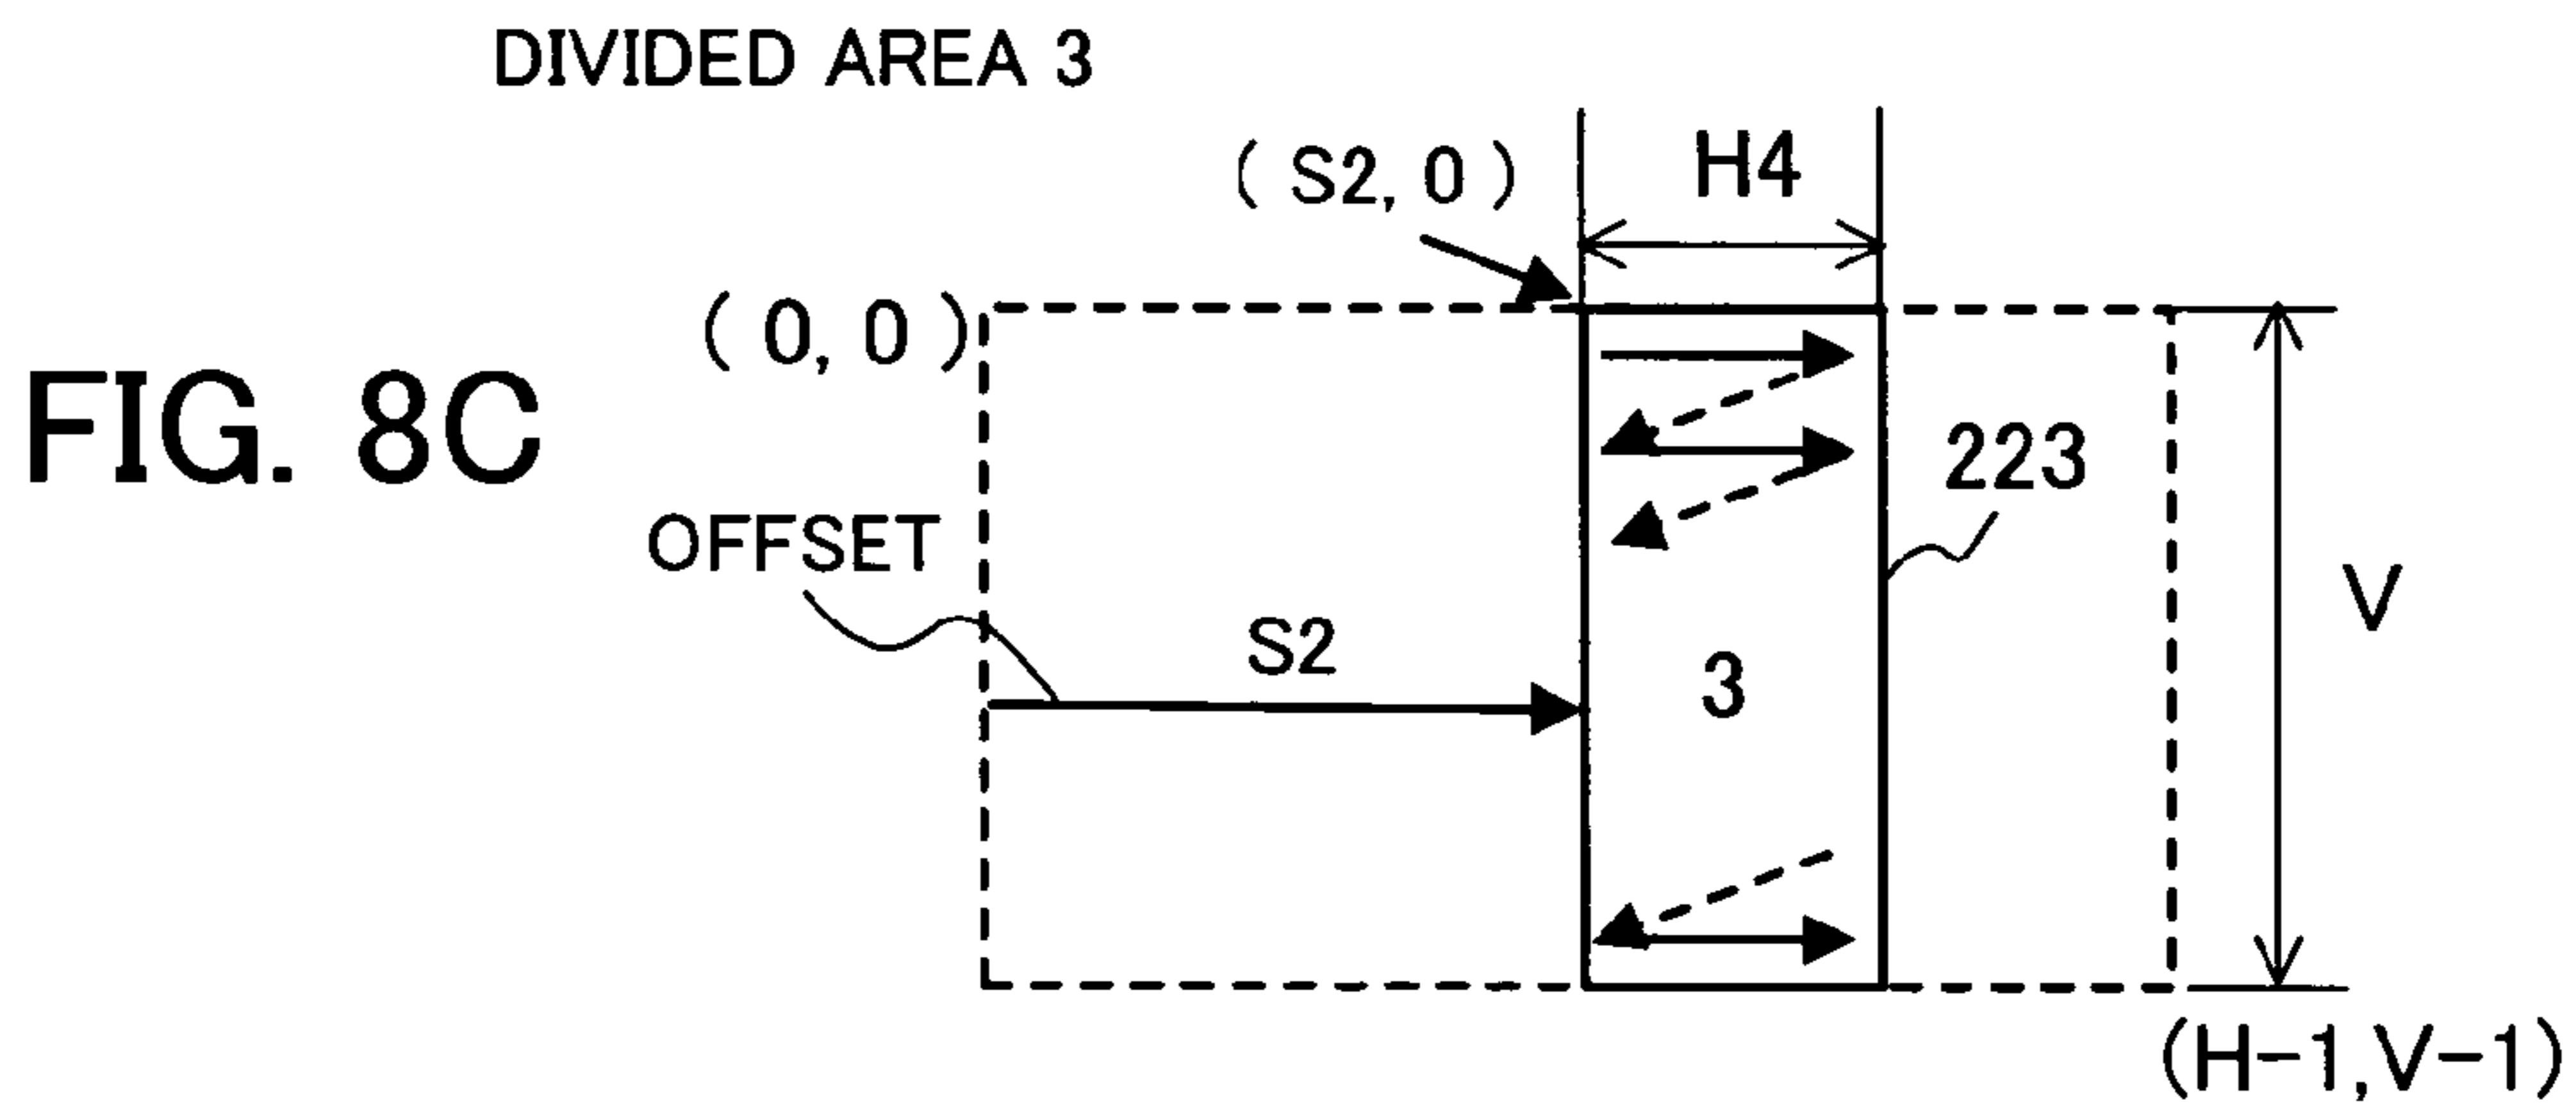 DIVIDED AREA 3
( S2, 0 )
H4
( 0, 0 )
FIG. 8C
223
OFFSET
V
S2
3
(H-1,V-1)